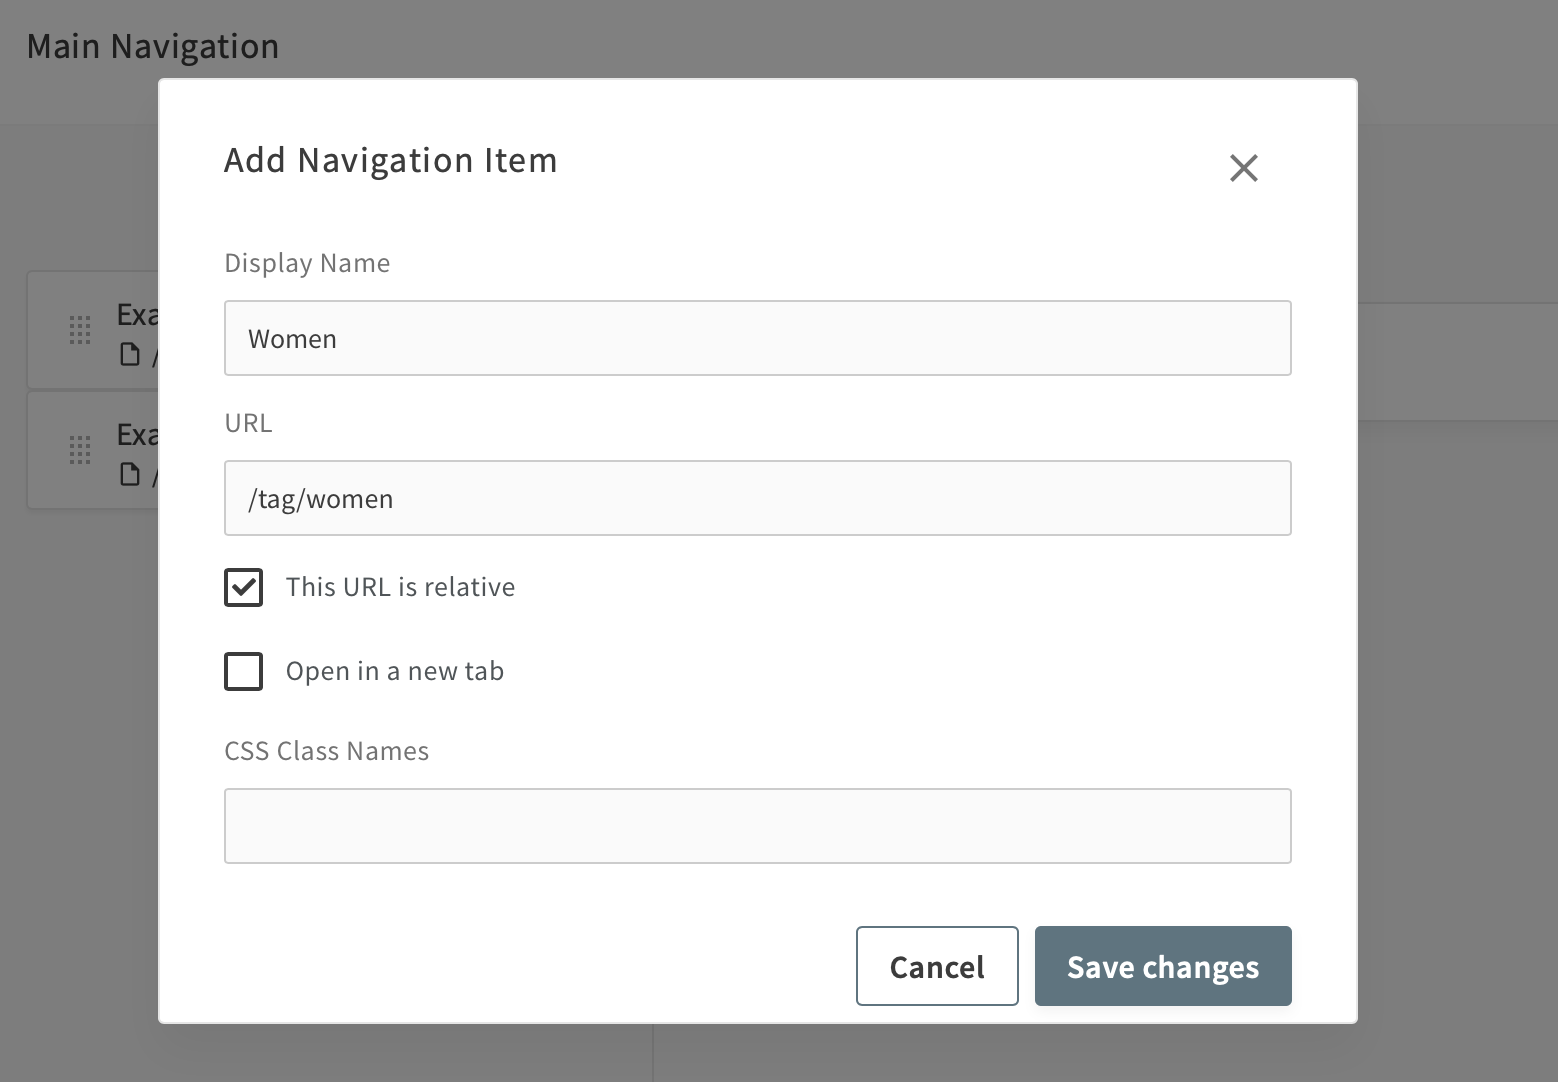 Main Navigation
Add Navigation Item
Display Name
Women
URL
/tag/women
This URL is relative
Open in a new tab
CSS Class Names
Cancel
Save changes
Exa
/
Exa
/